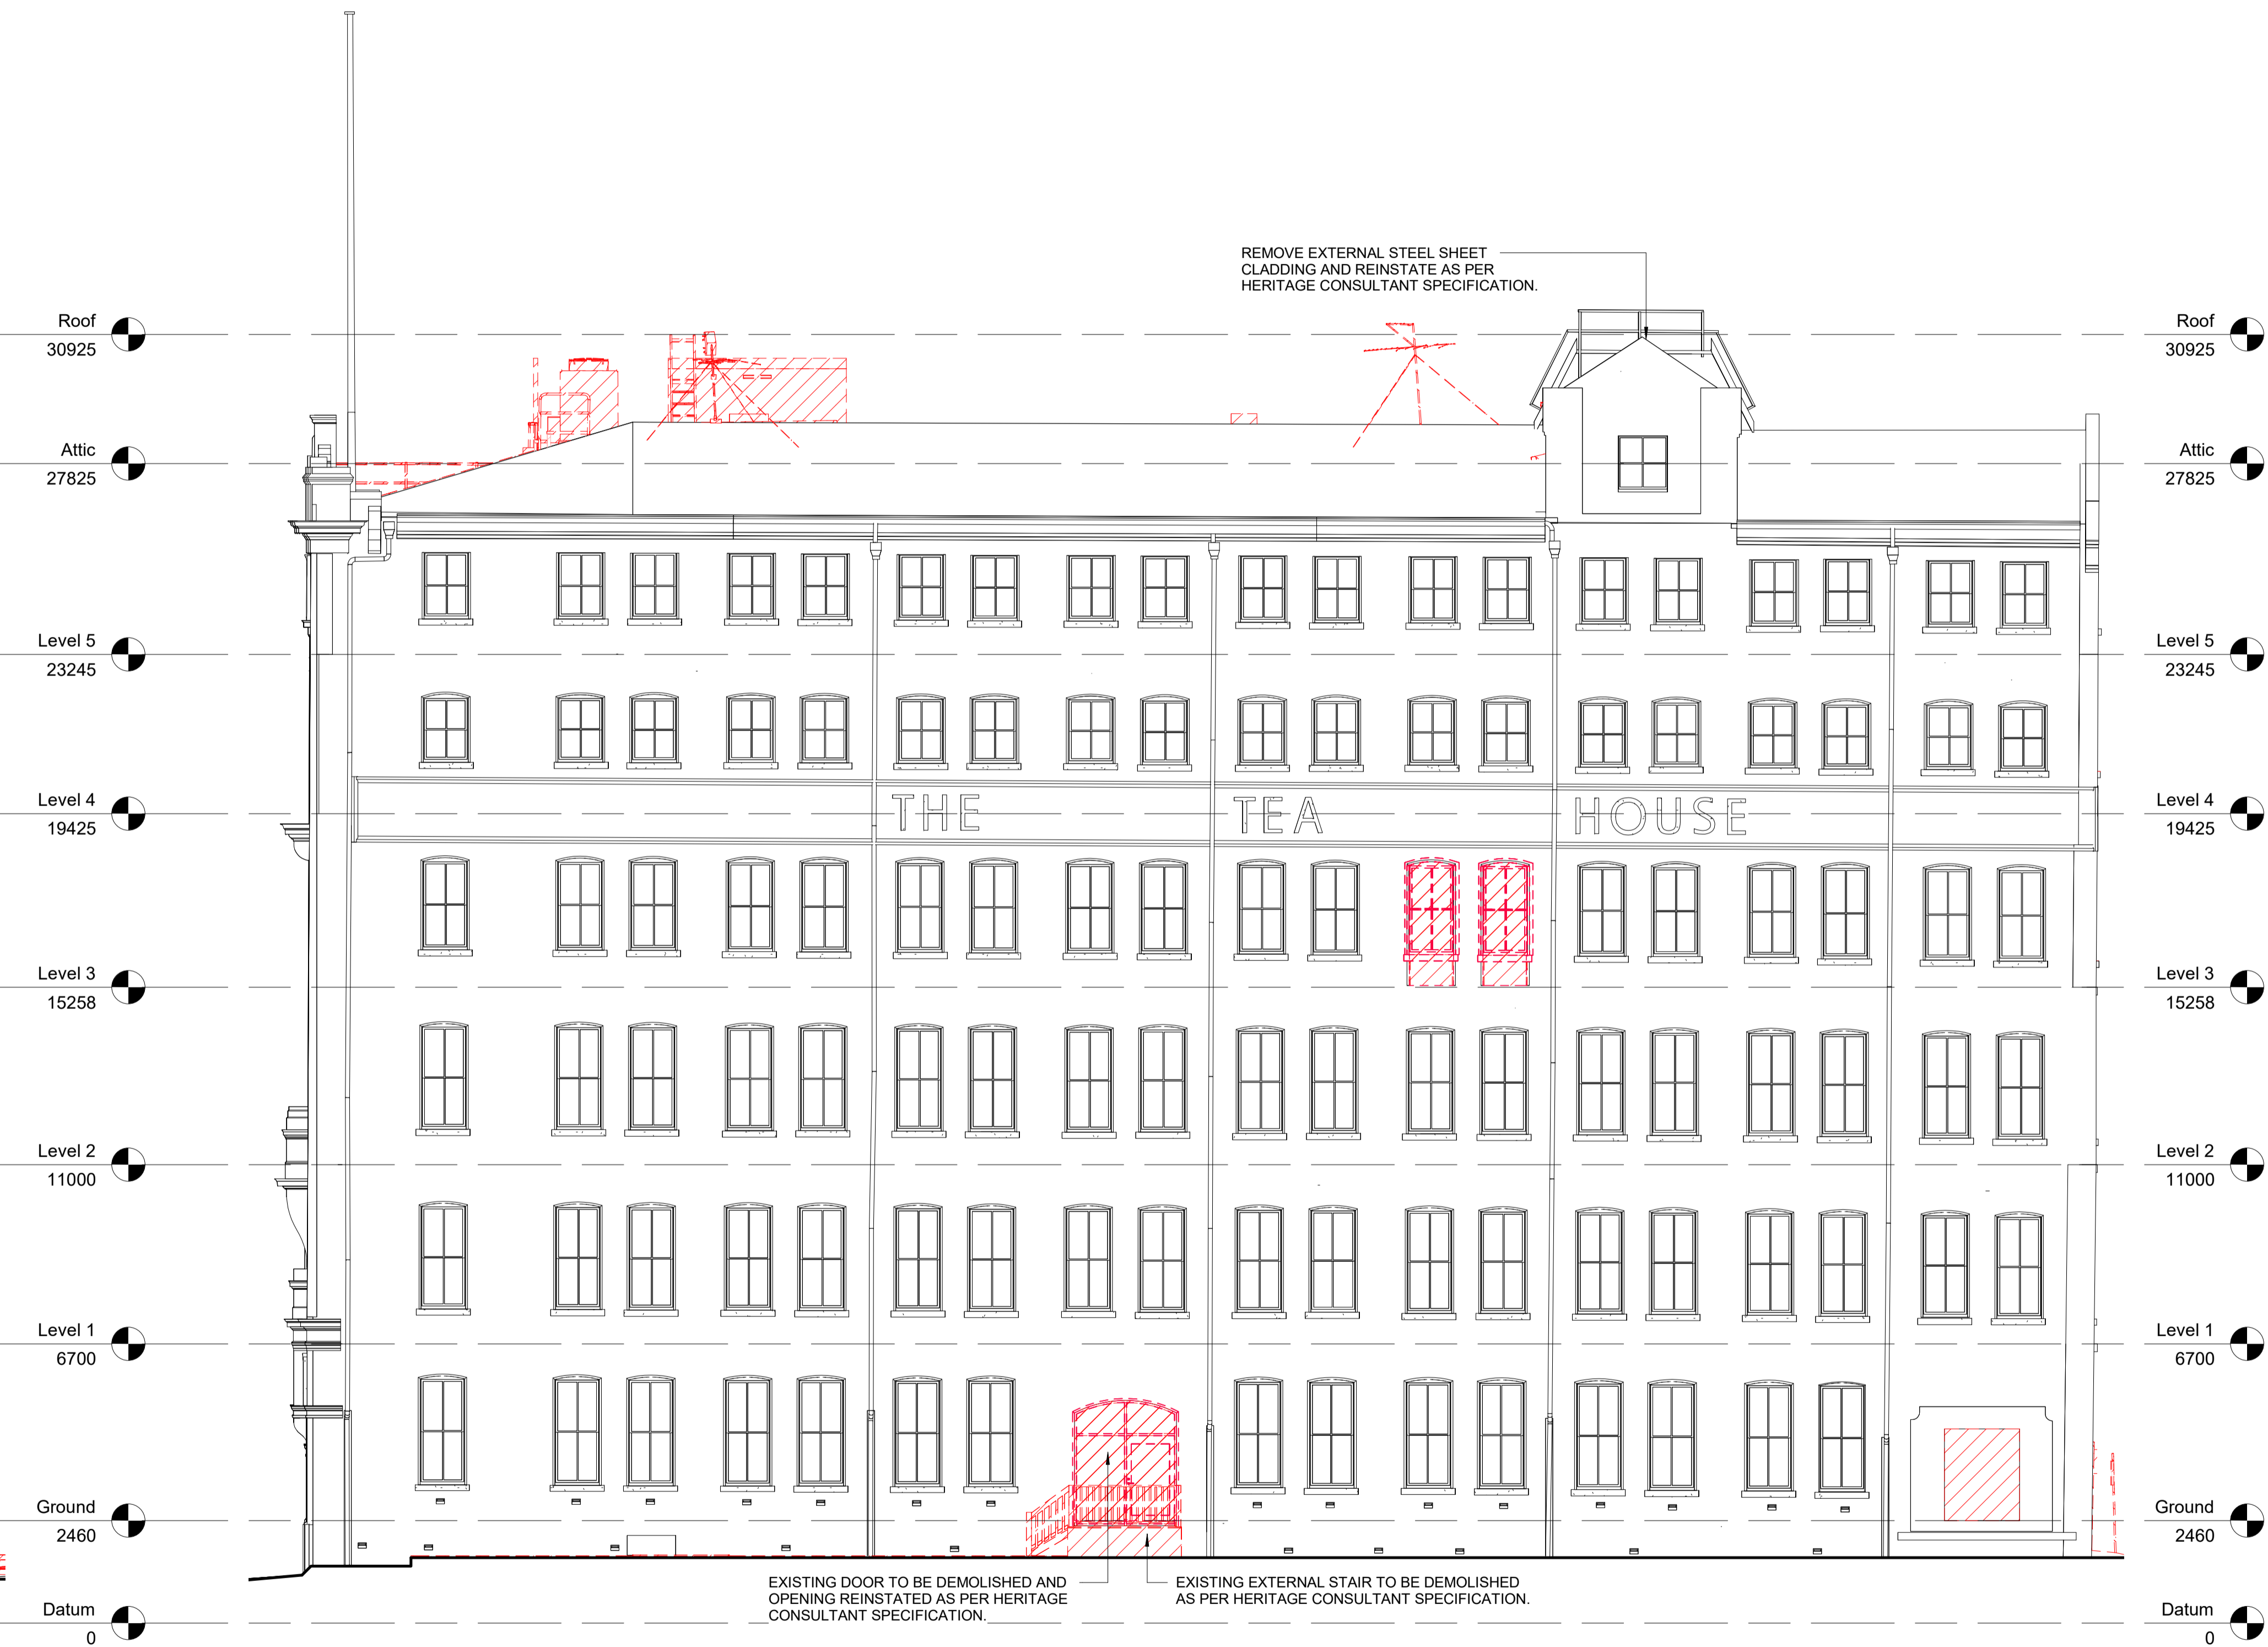 REMOVE EXTERNAL STEEL SHEET
CLADDING AND REINSTATE AS PER
HERITAGE CONSULTANT SPECIFICATION.
Roof
30925
Roof
30925
Attic
27825
Attic
27825
Level 5
23245
Level 5
23245
Level 4
19425
THE TEA HOUSE
Level 4
19425
Level 3
15258
Level 3
15258
Level 2
11000
Level 2
11000
Level 1
6700
Level 1
6700
Ground
2460
Ground
2460
EXISTING DOOR TO BE DEMOLISHED AND
OPENING REINSTATED AS PER HERITAGE
CONSULTANT SPECIFICATION.
EXISTING EXTERNAL STAIR TO BE DEMOLISHED
AS PER HERITAGE CONSULTANT SPECIFICATION.
Datum
0
Datum
0